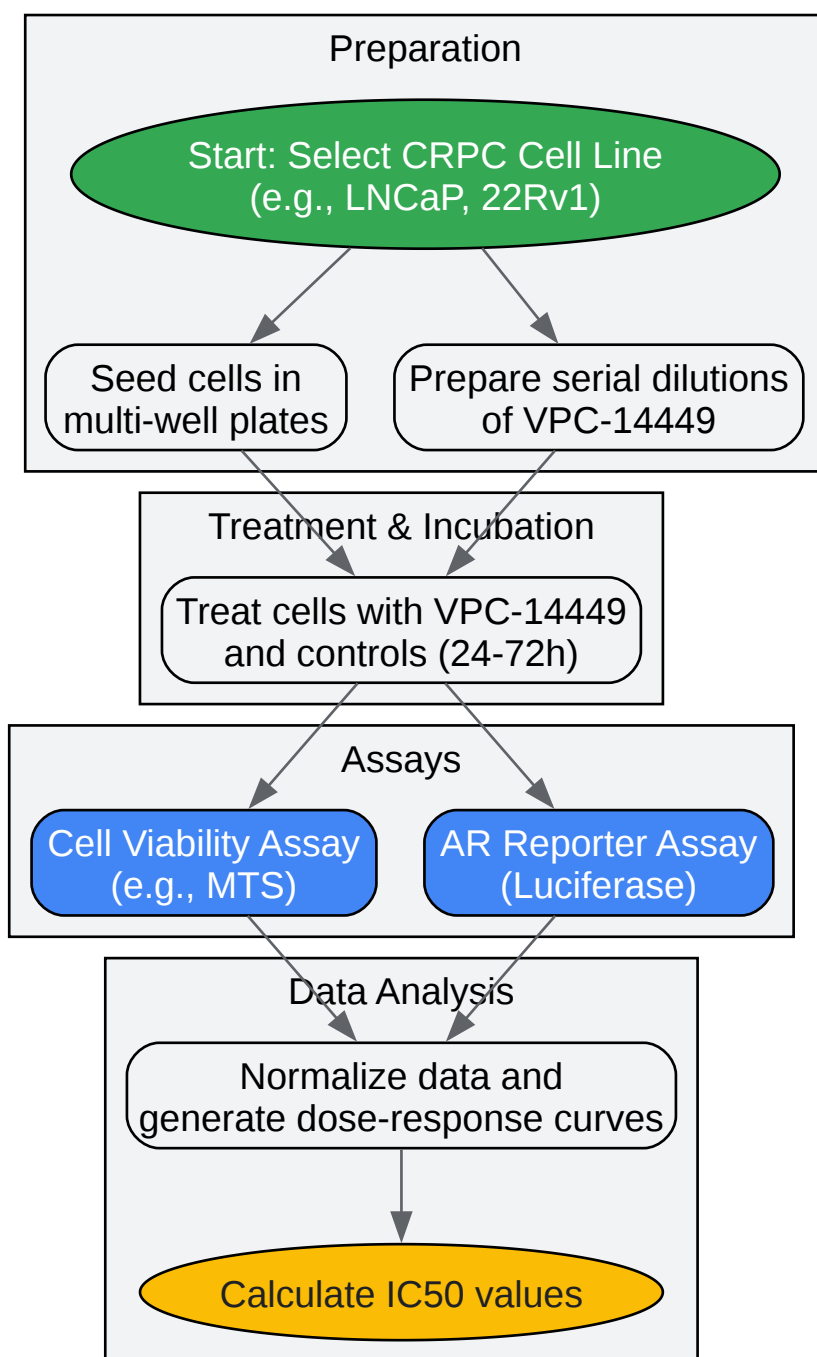 Preparation
Start: Select CRPC Cell Line
(e.g., LNCaP, 22Rv1)
Seed cells in
multi-well plates
Prepare serial dilutions
of VPC-14449
Treatment & Incubation
Treat cells with VPC-14449
and controls (24-72h)
Assays
Cell Viability Assay
(e.g., MTS)
AR Reporter Assay
(Luciferase)
Data Analysis
Normalize data and
generate dose-response curves
Calculate IC50 values